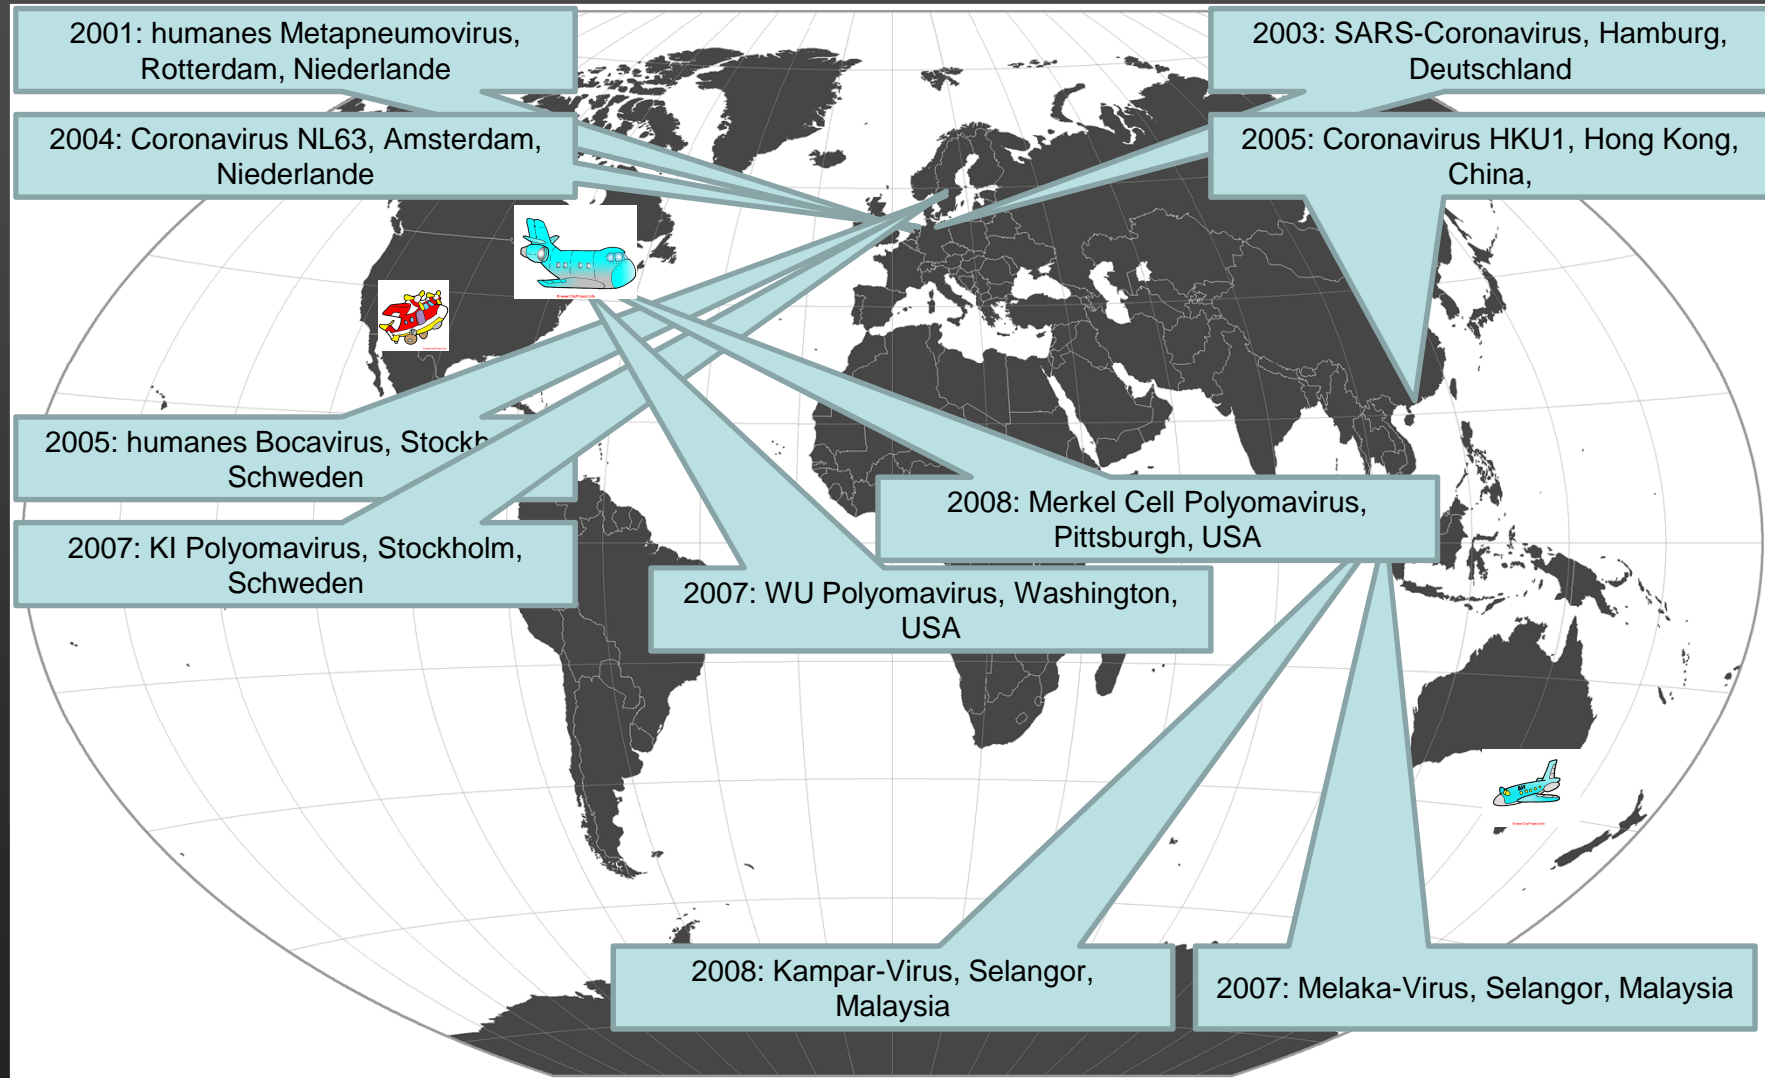 2001: humanes Metapneumovirus,
Rotterdam, Niederlande
2003: SARS-Coronavirus, Hamburg,
Deutschland
2004: Coronavirus NL63, Amsterdam,
Niederlande
2005: Coronavirus HKU1, Hong Kong,
China,
2005: humanes Bocavirus,
Schweden
2008: Merkel Cell Polyomavirus,
Pittsburgh, USA
2007: KI Polyomavirus, Stockholm,
Schweden
2007: WU Polyomavirus, Washington,
USA
2008: Kampar-Virus, Selangor,
Malaysia
2007: Melaka-Virus, Selangor, Malaysia